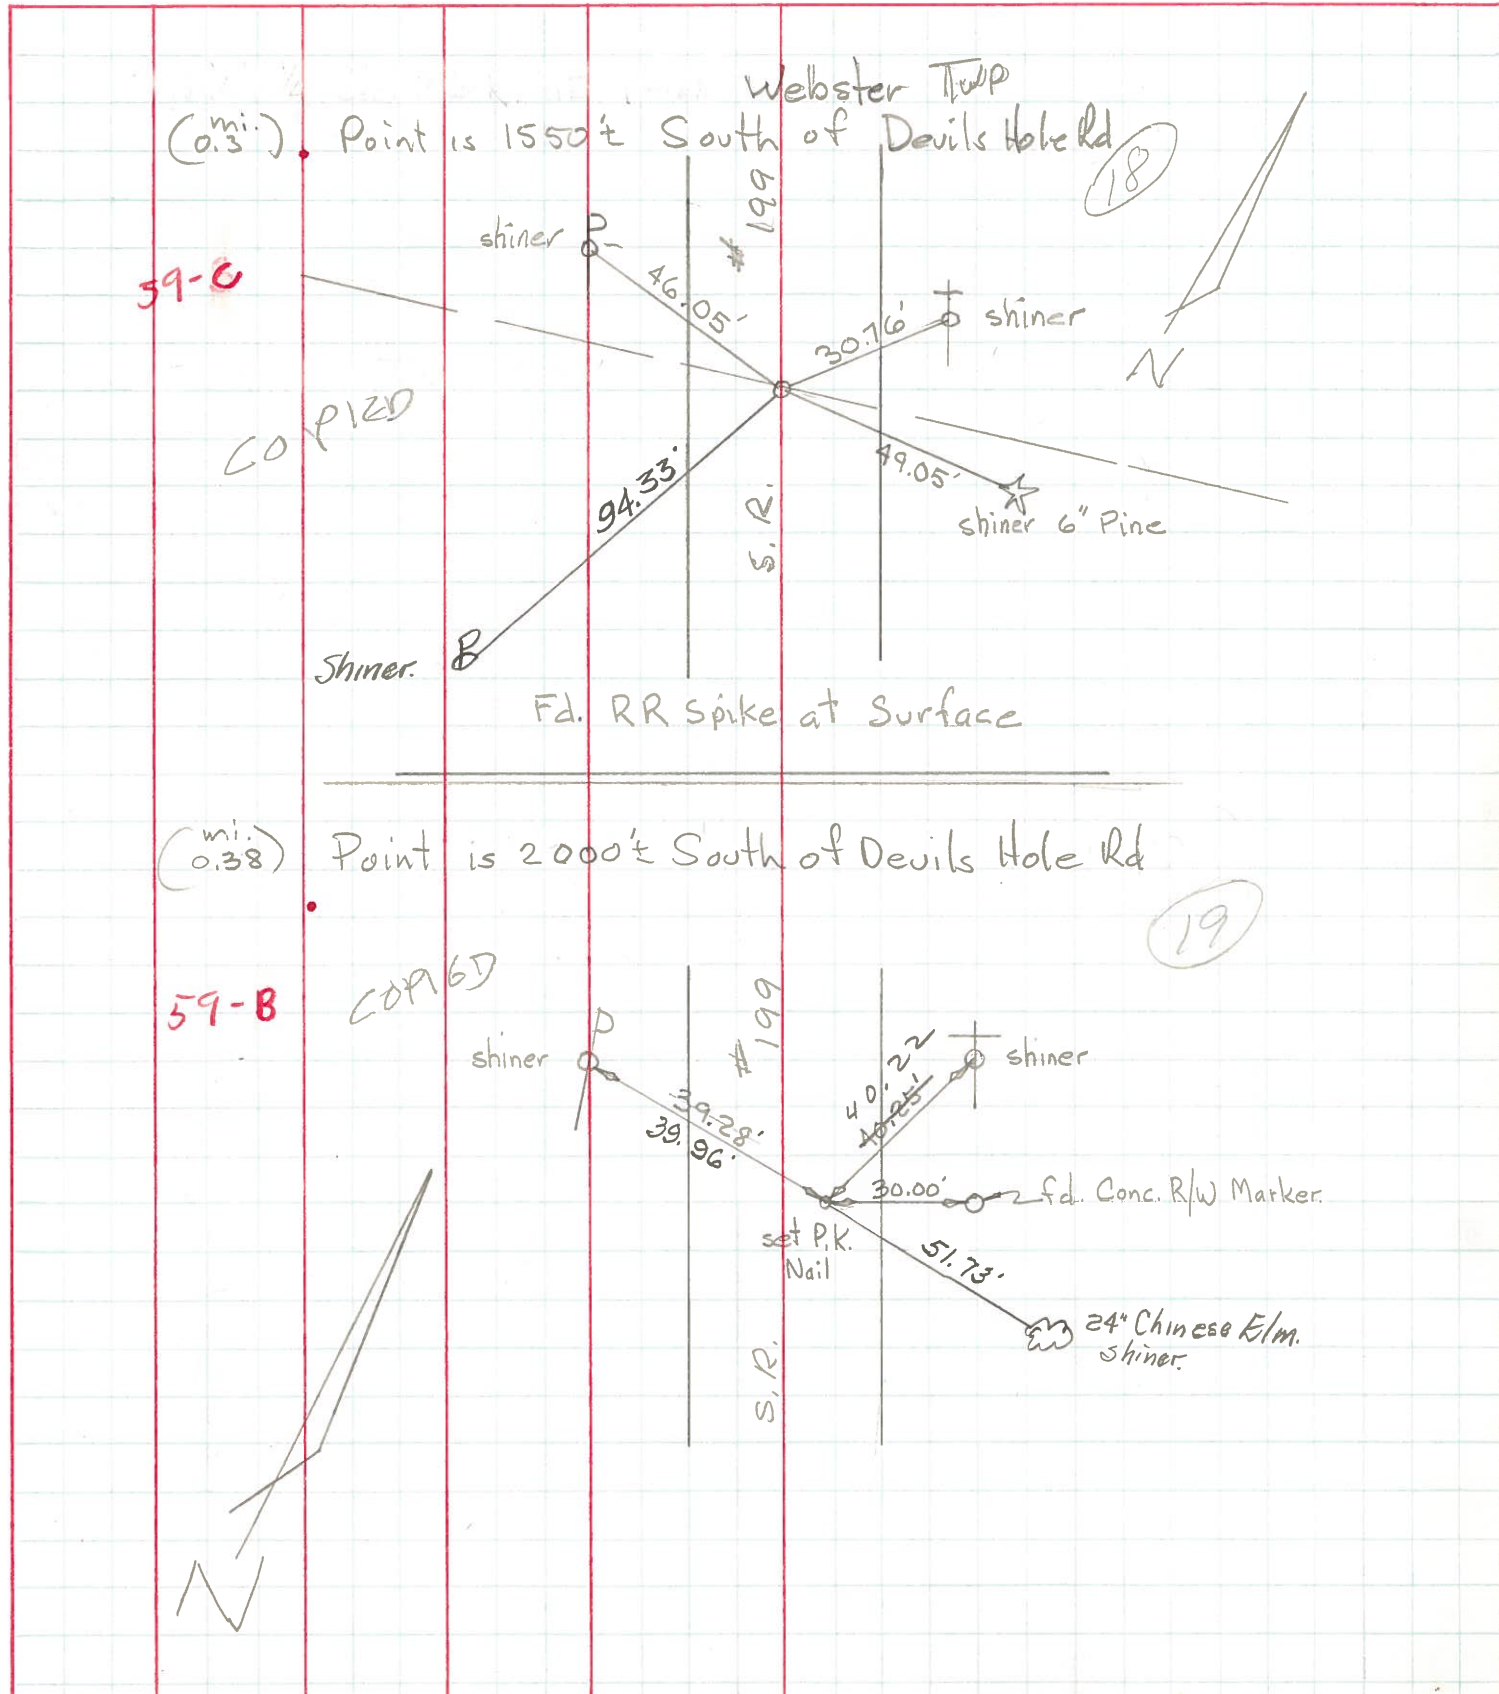 Webster Twp
(0.3 mi.) Point is 1550'± South of Devils Hole Rd
18
# 199
shiner P
59-C
46.05'
30.76' shiner
N
COPIED
49.05'
94.33'
S. R.
shiner 6" Pine
Shiner. P
Fd. RR Spike at Surface
(0.38 mi.) Point is 2000'± South of Devils Hole Rd
19
59-B
COPIED
# 199
P
shiner
shiner
40.22
40.25'
39.28'
39.96'
30.00' fd. Conc. R/W Marker.
set P.K.
Nail
51.73'
24" Chinese Elm.
shiner.
S. R.
N